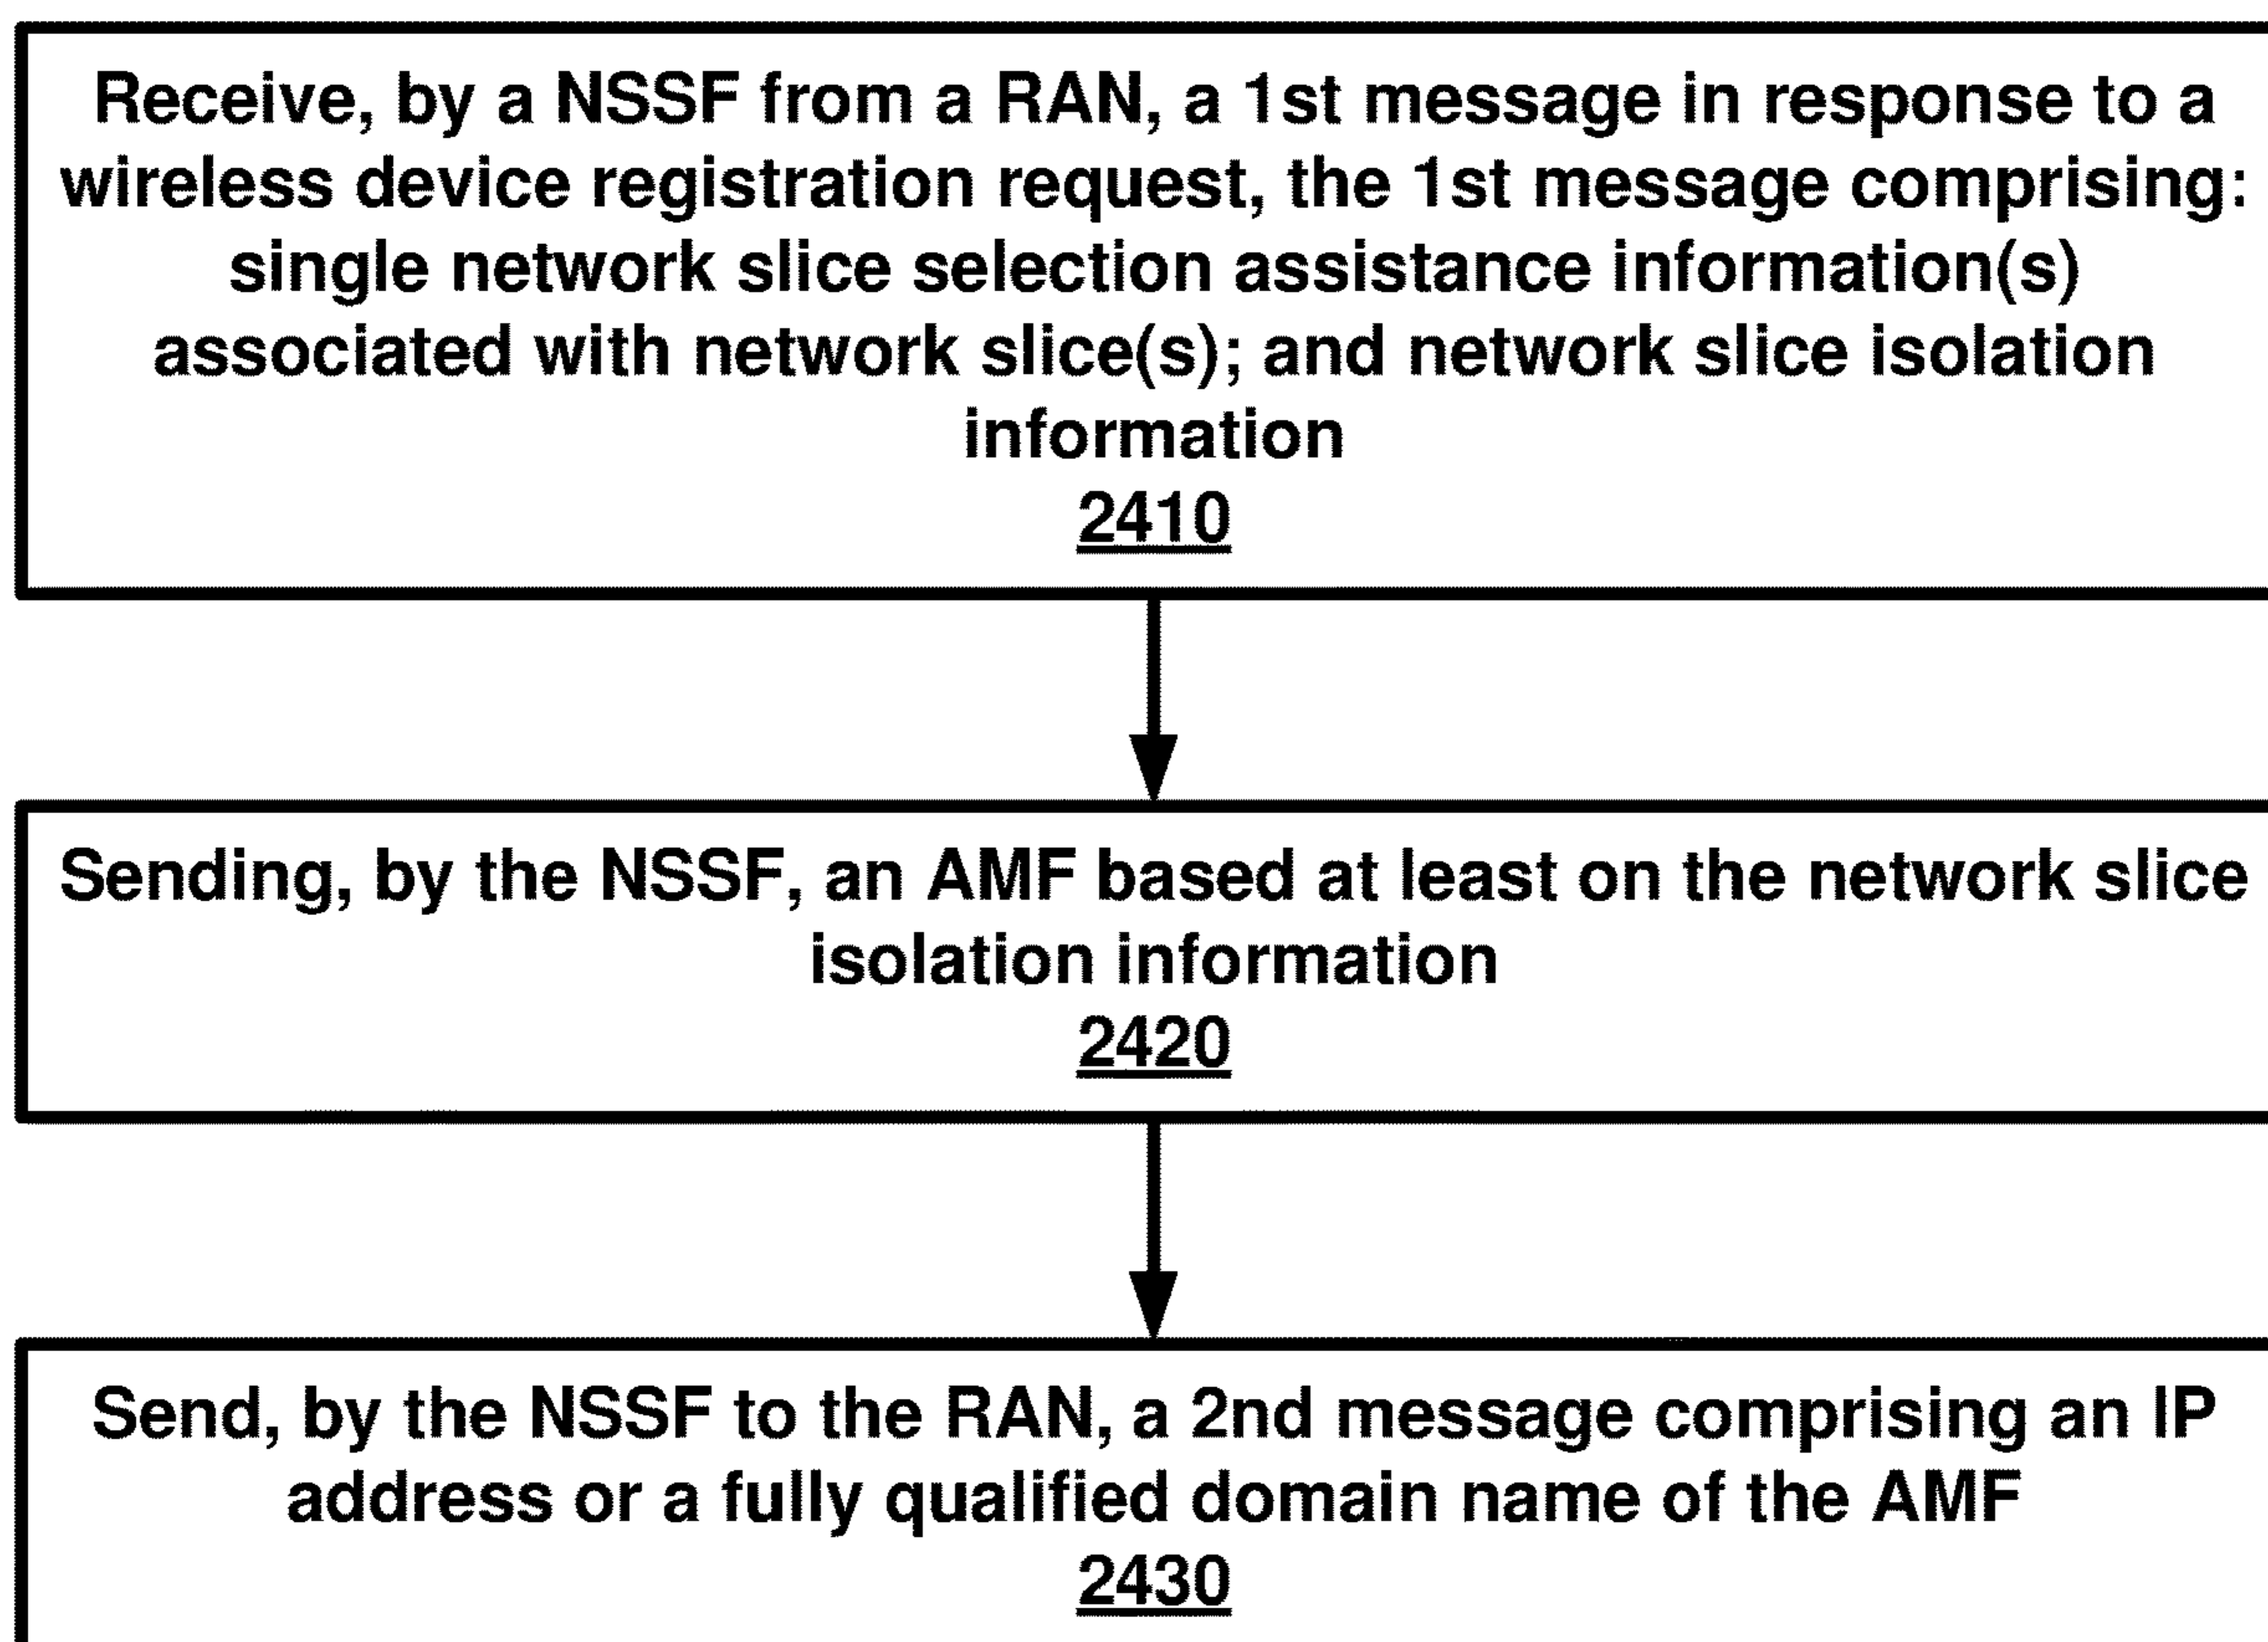 Receive, by a NSSF from a RAN, a 1st message in response to a
wireless device registration request, the 1st message comprising:
single network slice selection assistance information(s)
associated with network slice(s); and network slice isolation
information
2410
Sending, by the NSSF, an AMF based at least on the network slice
isolation information
2420
Send, by the NSSF to the RAN, a 2nd message comprising an IP
address or a fully qualified domain name of the AMF
2430